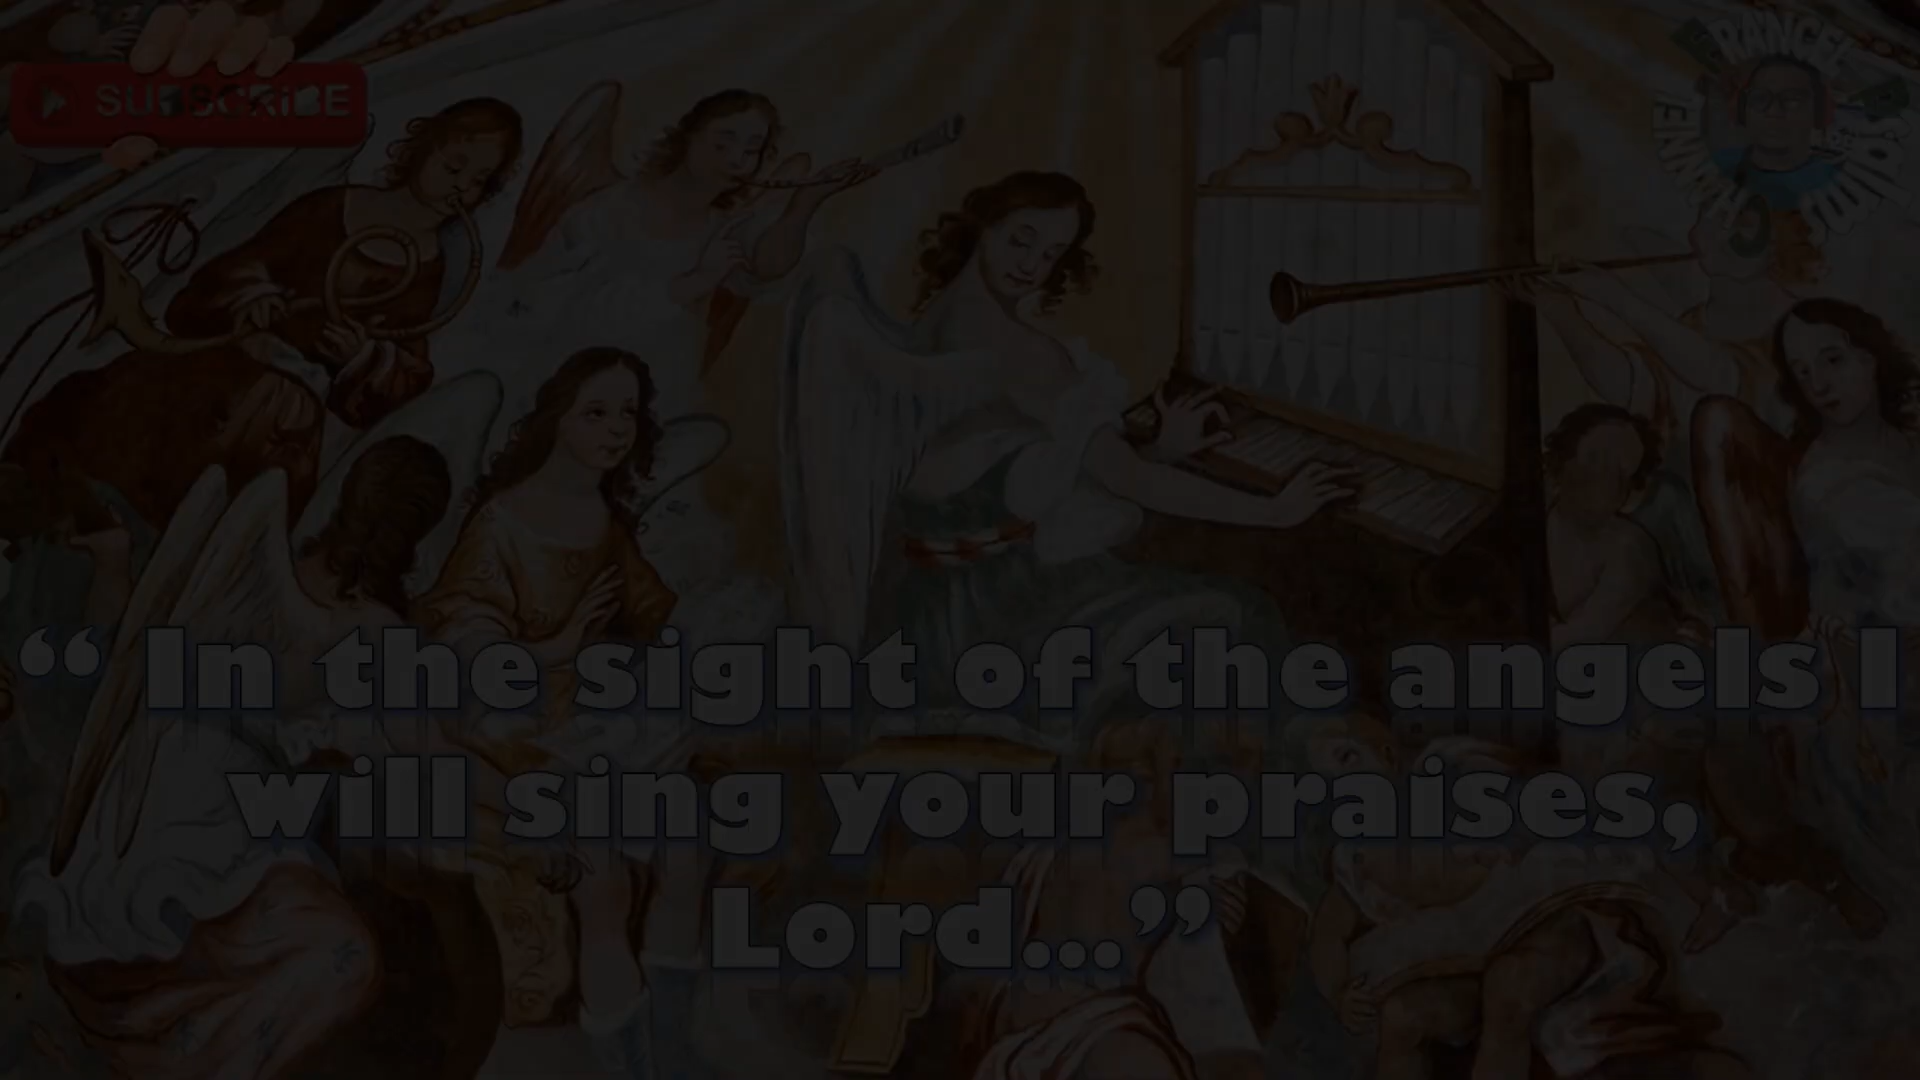 SUBSCRIBE
“ In the sight of the angels I
will sing your praises,
Lord...”